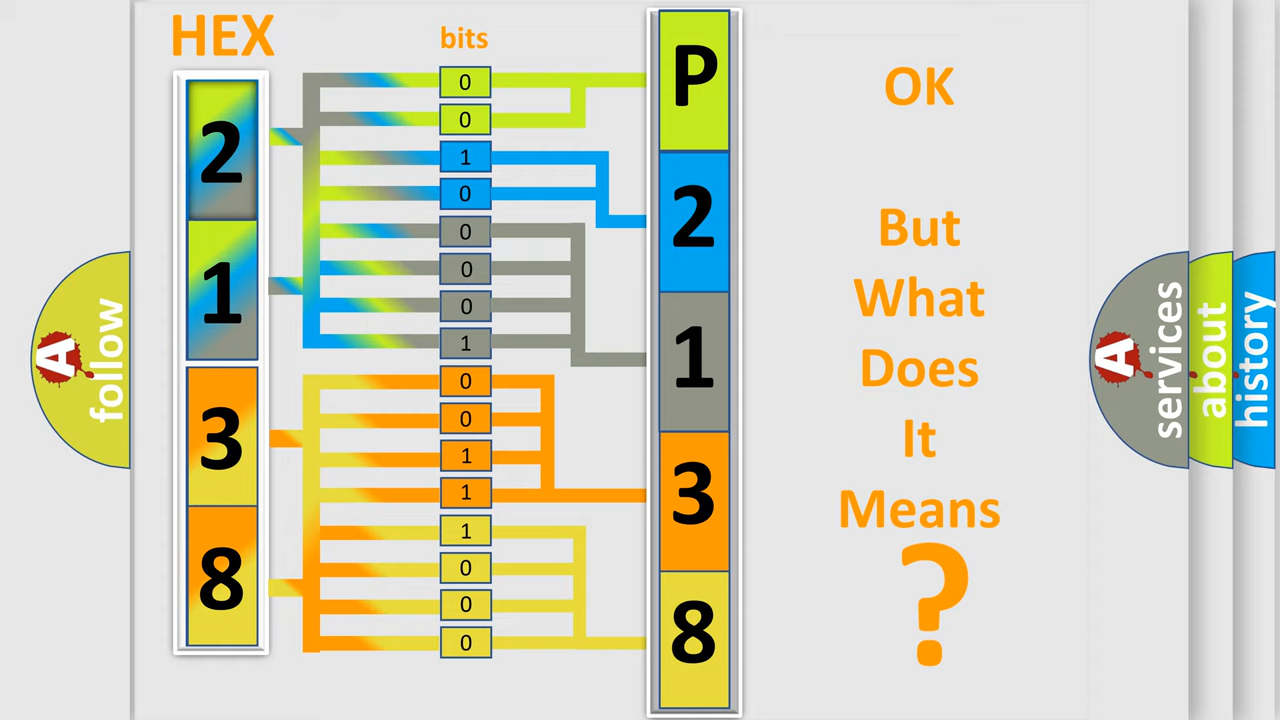 HEX
bits
2
1
3
8
0
0
1
0
0
0
0
1
0
0
1
1
1
0
0
0
P
2
1
3
8
OK
But
What
Does
It
Means
?
A
follow
A
services
about
history